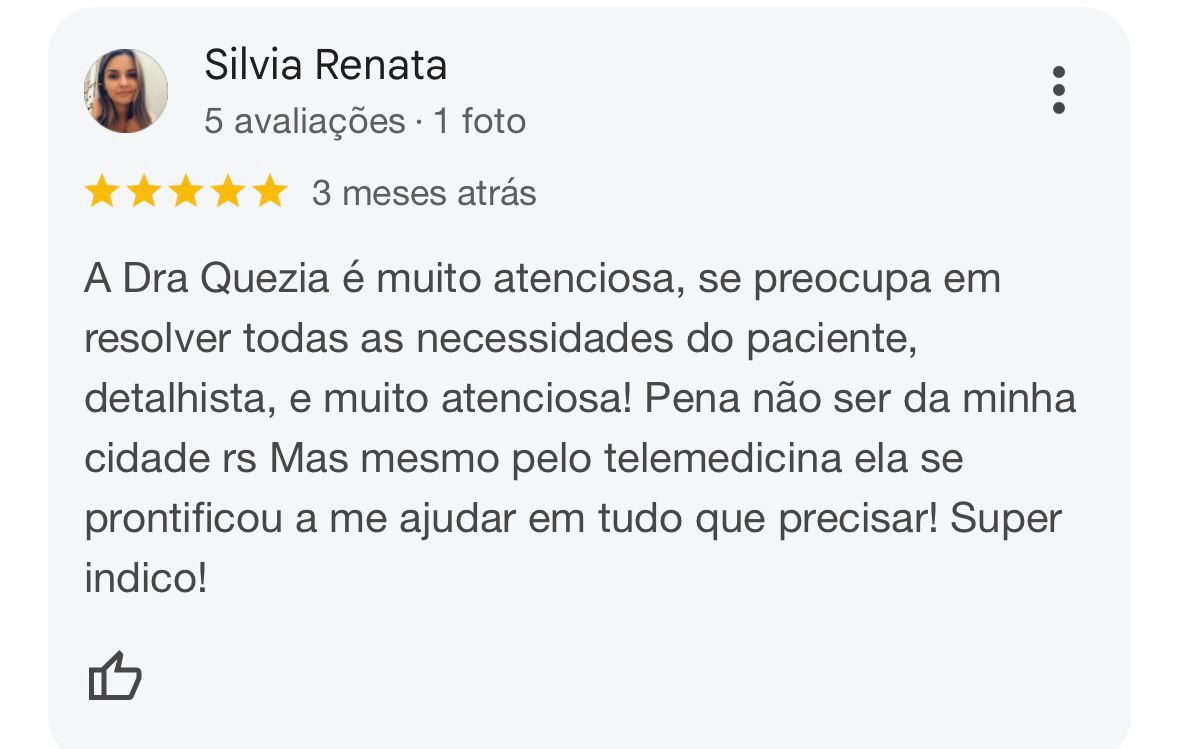 Silvia Renata
5 avaliações · 1 foto
3 meses atrás
A Dra Quezia é muito atenciosa, se preocupa em
resolver todas as necessidades do paciente,
detalhista, e muito atenciosa! Pena não ser da minha
cidade rs Mas mesmo pelo telemedicina ela se
prontificou a me ajudar em tudo que precisar! Super
indico!